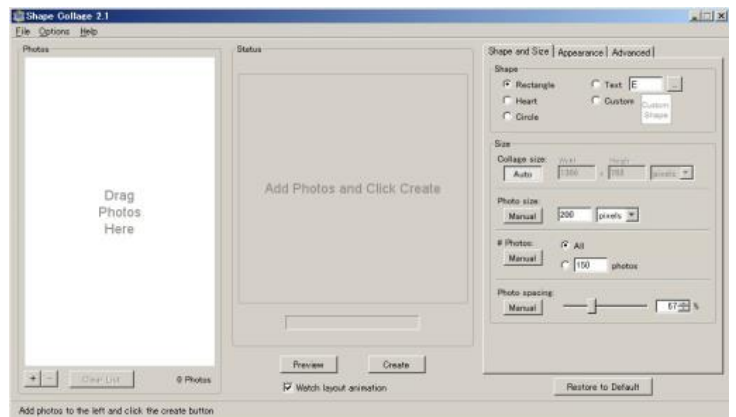 Shape Collage 2.1
File Options Help
Photos
Drag
Photos
Here
+ -
Clear List
0 Photos
Status
Add Photos and Click Create
Preview
Create
Watch layout animation
Shape and Size
Appearance
Advanced
Shape
Rectangle
Text E ...
Heart
Custom
Custom
Shape
Circle
Size
Collage size:
Width
Height
Auto
x
pixels
Photo size:
Manual
200
pixels
# Photos:
All
Manual
150 photos
Photo spacing:
Manual
67 %
Restore to Default
Add photos to the left and click the create button